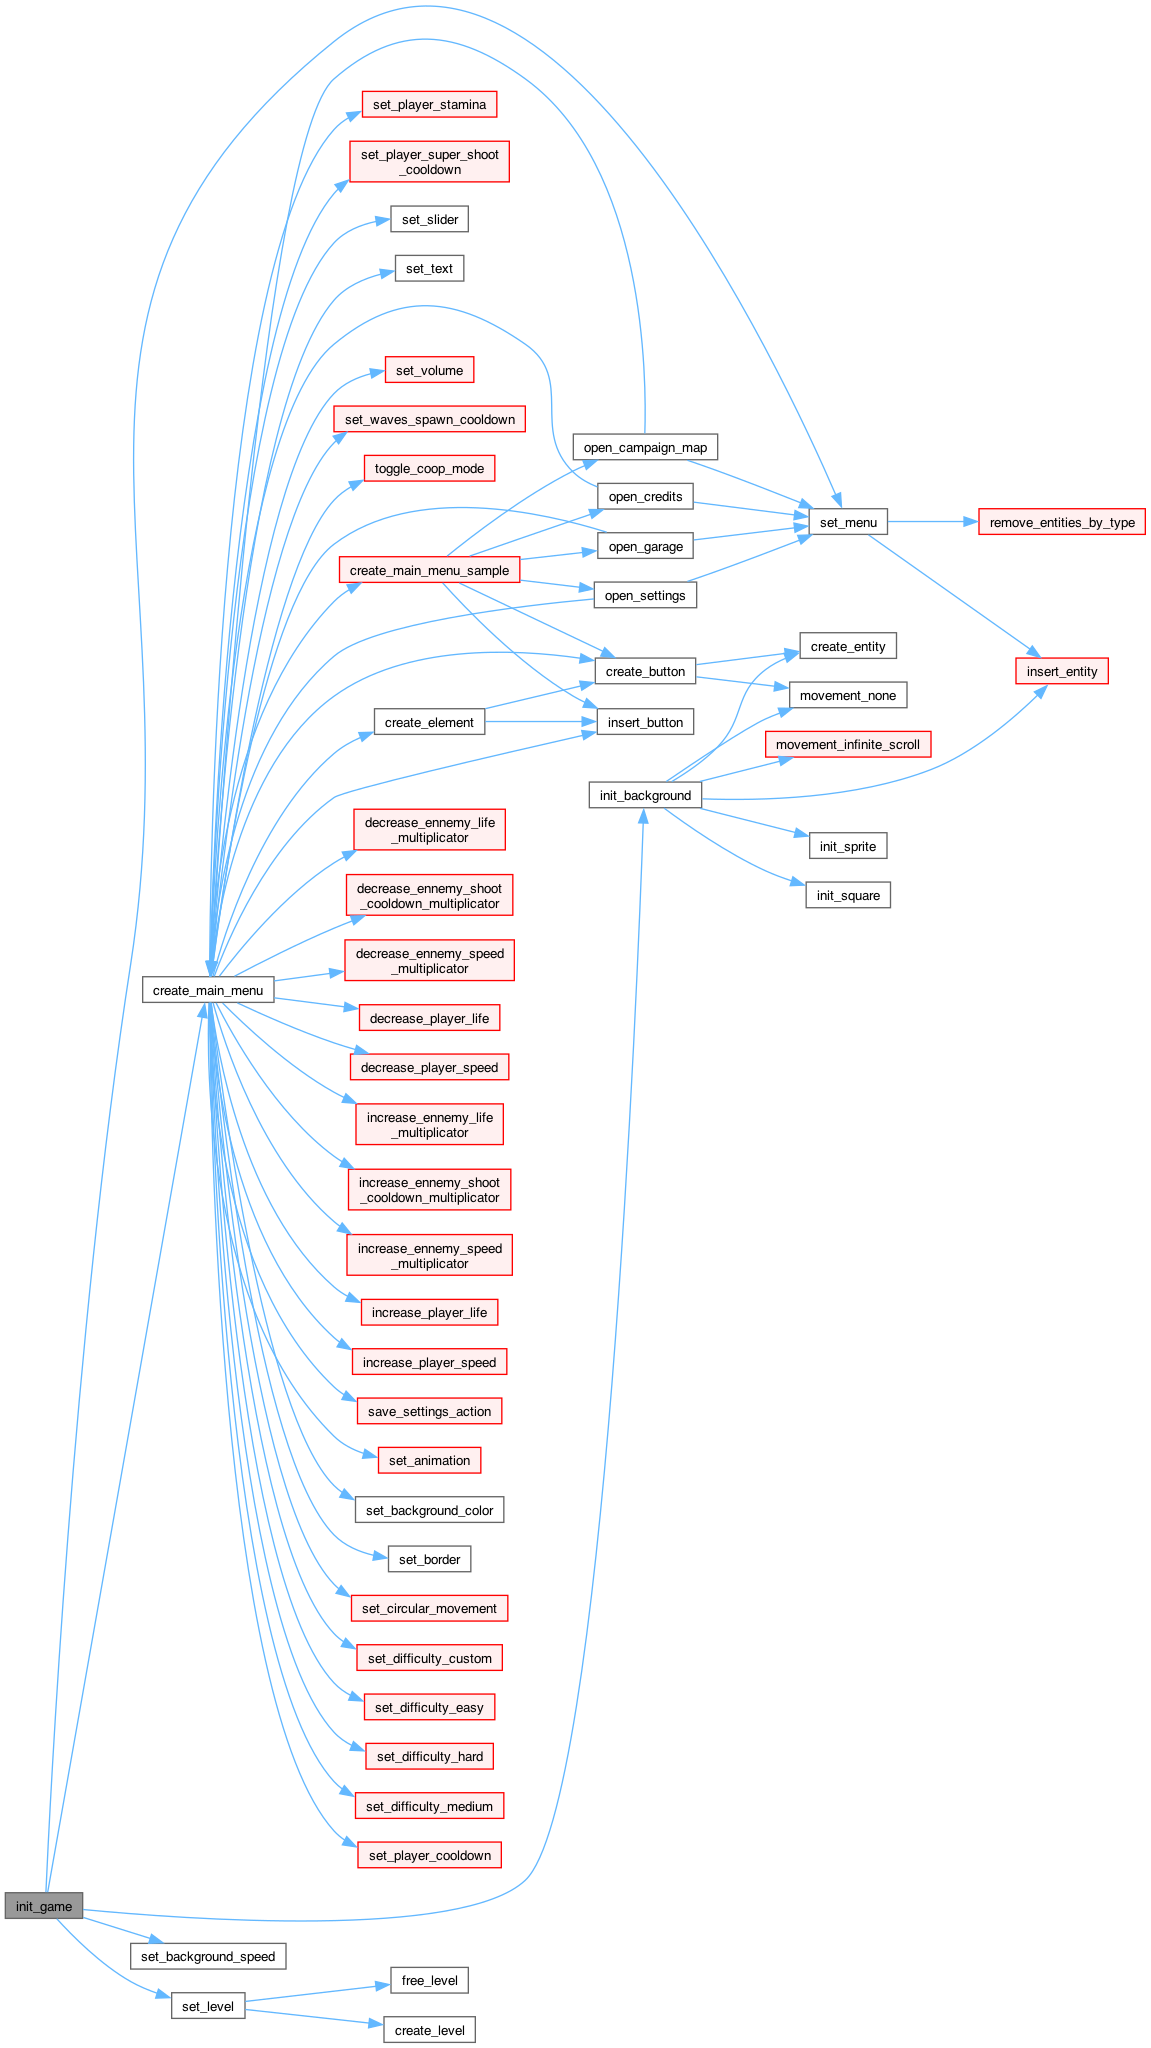 set_player_stamina
set_player_super_shoot
_cooldown
set_slider
set_text
set_volume
set_waves_spawn_cooldown
toggle_coop_mode
open_campaign_map
open_credits
set_menu
remove_entities_by_type
open_garage
create_main_menu_sample
open_settings
create_entity
create_button
insert_entity
movement_none
create_element
insert_button
movement_infinite_scroll
init_background
decrease_ennemy_life
_multiplicator
init_sprite
decrease_ennemy_shoot
_cooldown_multiplicator
init_square
decrease_ennemy_speed
_multiplicator
create_main_menu
decrease_player_life
decrease_player_speed
increase_ennemy_life
_multiplicator
increase_ennemy_shoot
_cooldown_multiplicator
increase_ennemy_speed
_multiplicator
increase_player_life
increase_player_speed
save_settings_action
set_animation
set_background_color
set_border
set_circular_movement
set_difficulty_custom
set_difficulty_easy
set_difficulty_hard
set_difficulty_medium
set_player_cooldown
init_game
set_background_speed
free_level
set_level
create_level